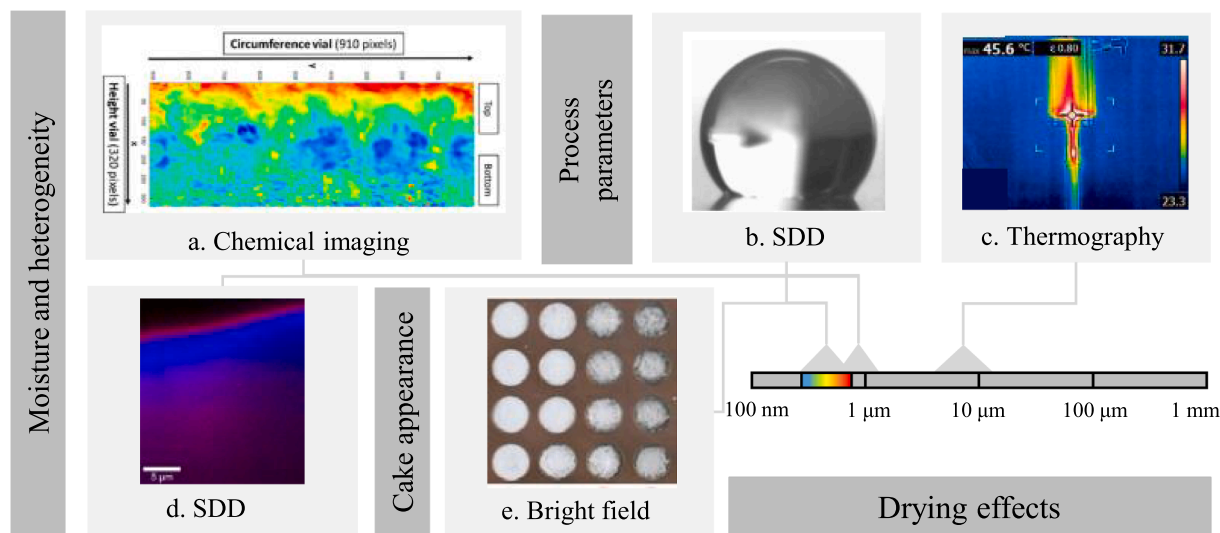 Moisture and heterogeneity
Circumference vial (910 pixels)
Y
Height vial (320 pixels)
X
Top
Bottom
a. Chemical imaging
Process
parameters
b. SDD
max 45.6 °C ε 0.80
31.7
23.3
c. Thermography
5 µm
d. SDD
Cake appearance
e. Bright field
100 nm 1 µm 10 µm 100 µm 1 mm
Drying effects